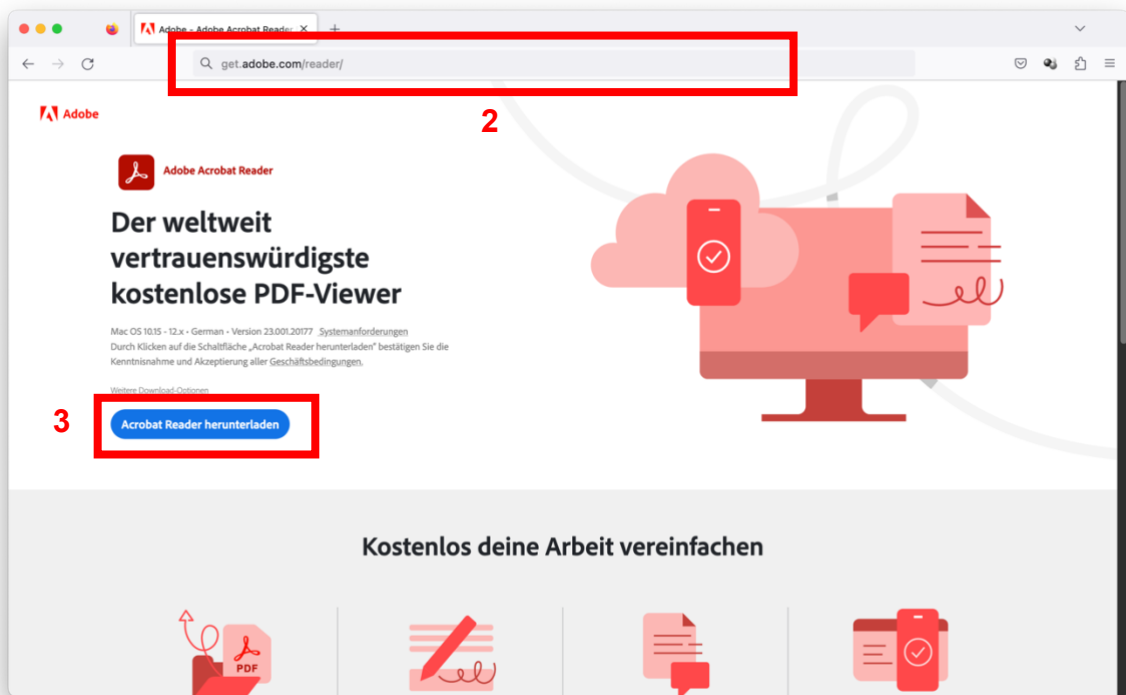 Adobe - Adobe Acrobat Reader
get.adobe.com/reader/
2
Adobe
Adobe Acrobat Reader
Der weltweit
vertrauenswürdigste
kostenlose PDF-Viewer
Mac OS 10.15 - 12.x - German - Version 23.001.20177 Systemanforderungen
Durch Klicken auf die Schaltfläche „Acrobat Reader herunterladen" bestätigen Sie die
Kenntnisnahme und Akzeptierung aller Geschäftsbedingungen.
Weitere Download-Optionen
3
Acrobat Reader herunterladen
Kostenlos deine Arbeit vereinfachen
PDF